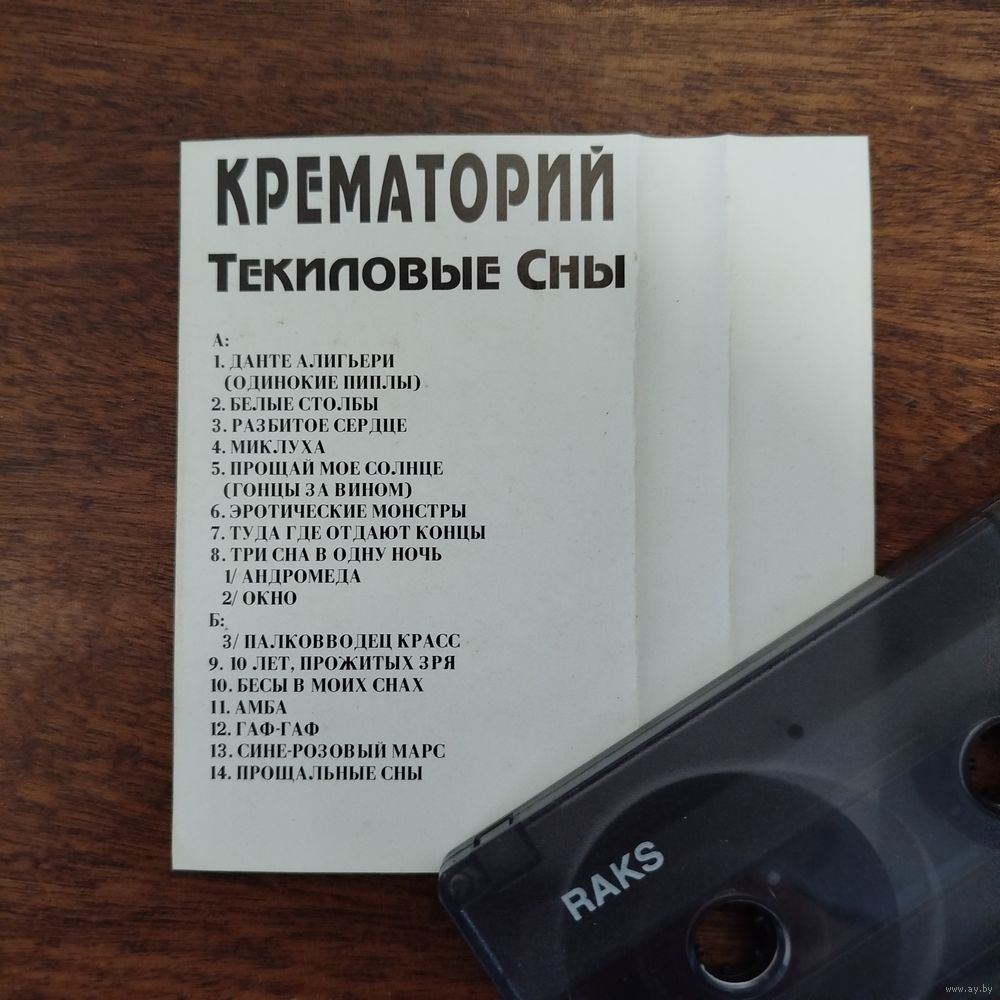 КРЕМАТОРИЙ
ТЕКИЛОВЫЕ СНЫ
А:
1. ДАНТЕ АЛИГЬЕРИ
(ОДИНОКИЕ ПИПЛЫ)
2. БЕЛЫЕ СТОЛБЫ
3. РАЗБИТОЕ СЕРДЦЕ
4. МИКЛУХА
5. ПРОЩАЙ МОЕ СОЛНЦЕ
(ГОНЦЫ ЗА ВИНОМ)
6. ЭРОТИЧЕСКИЕ МОНСТРЫ
7. ТУДА ГДЕ ОТДАЮТ КОНЦЫ
8. ТРИ СНА В ОДНУ НОЧЬ
1/ АНДРОМЕДА
2/ ОКНО
Б:
3/ ПАЛКОВВОДЕЦ КРАСС
9. 10 ЛЕТ, ПРОЖИТЫХ ЗРЯ
10. БЕСЫ В МОИХ СНАХ
11. АМБА
12. ГАФ-ГАФ
13. СИНЕ-РОЗОВЫЙ МАРС
14. ПРОЩАЛЬНЫЕ СНЫ
RAKS
www.ay.by